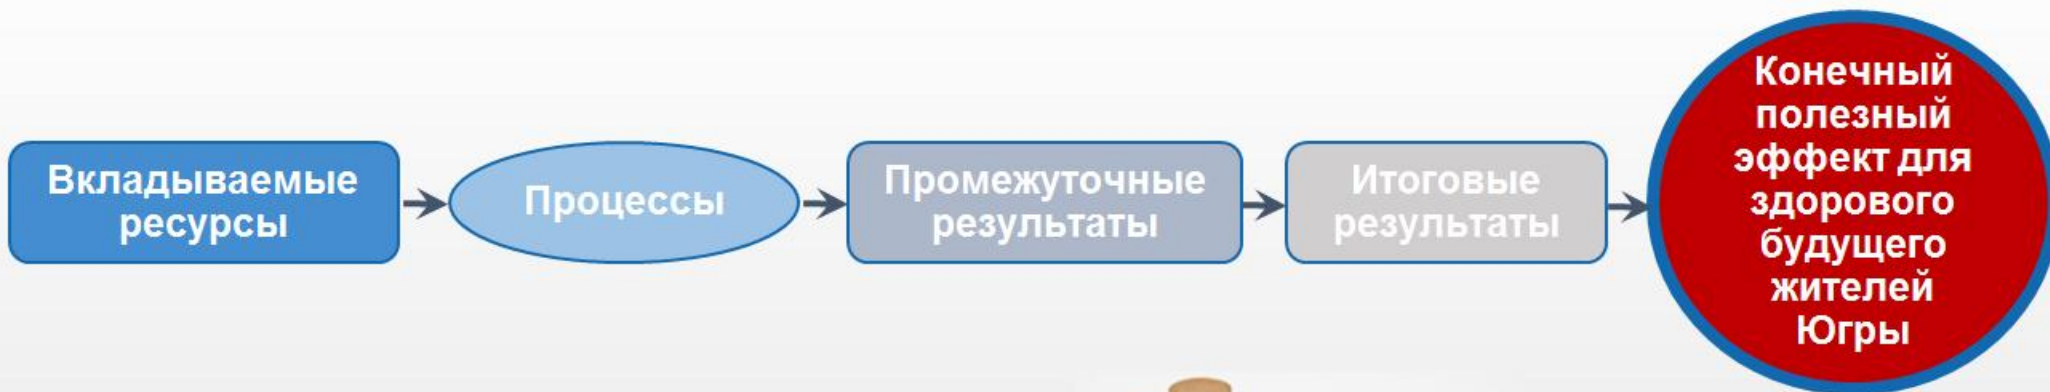 Вкладываемые
ресурсы
Процессы
Промежуточные
результаты
Итоговые
результаты
Конечный
полезный
эффект для
здорового
будущего
жителей
Югры